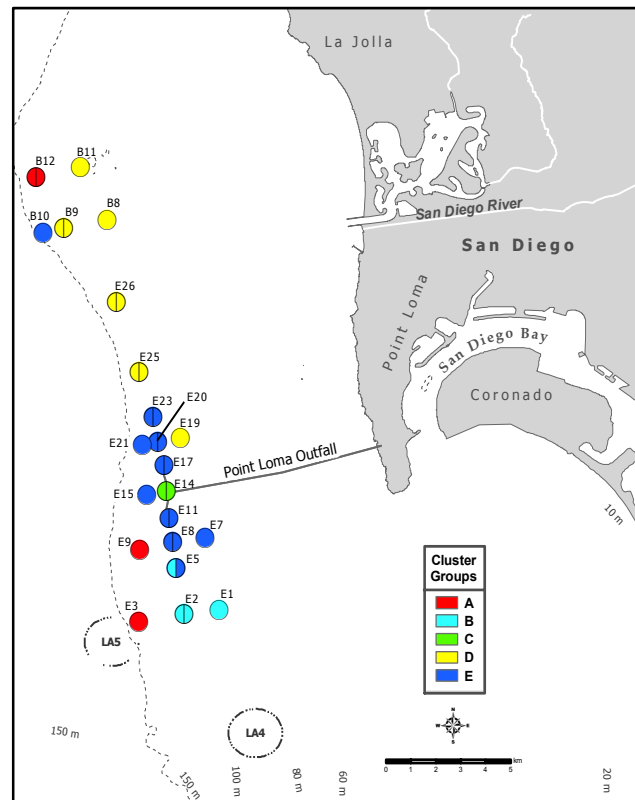 La Jolla
B12
B11
B10
B9
B8
San Diego River
San Diego
E26
Point Loma
San Diego Bay
E25
Coronado
E23
E20
E21
E19
E17
Point Loma Outfall
E15
E14
E11
10 m
E9
E8
E7
E5
Cluster
Groups
A
B
C
D
E
E3
E2
E1
LA5
LA4
N
W E
S
150 m
150 m
100 m
80 m
60 m
20 m
km
0 1 2 3 4 5